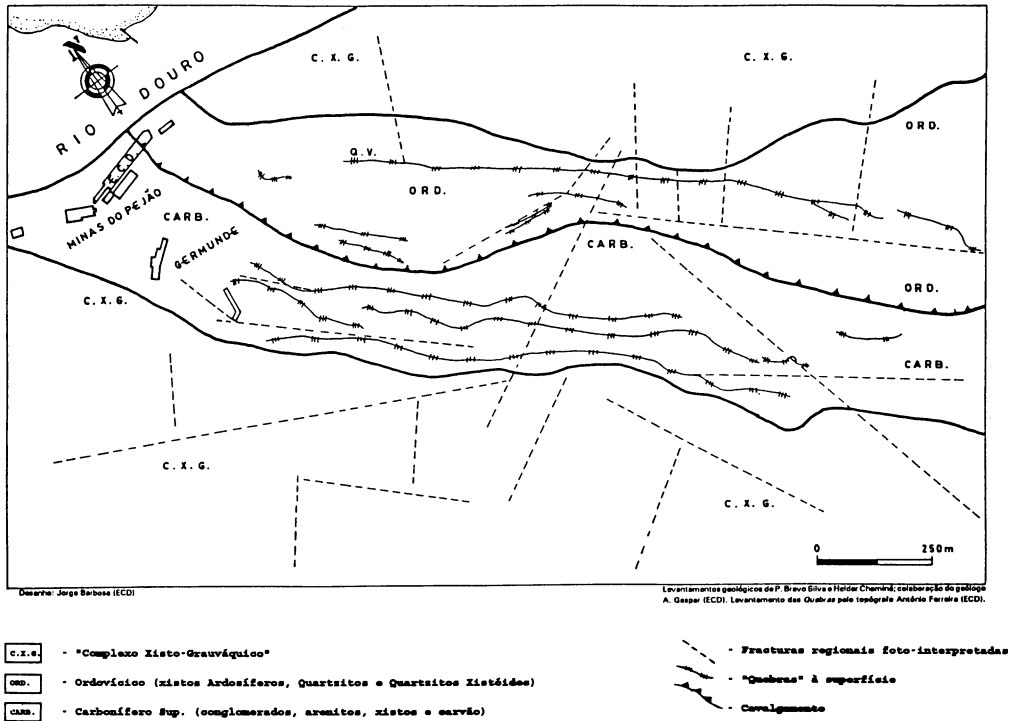 C. X. G.
C. X. G.
N
RIO DOURO
ORD.
E.C.D.
Q.V.
ORD.
MINAS DO PEJÃO
CARB.
GERMUNDE
CARB.
C. X. G.
ORD.
CARB.
C. X. G.
C. X. G.
0 250m
Desenho: Jorge Barbosa (ECD)
Levantamentos geológicos de P. Bravo Silva e Helder Chaminé; colaboração do geólogo
A. Gaspar (ECD). Levantamento das Quebras pelo topógrafo António Ferreira (ECD).
C.X.G. - "Complexo Xisto-Grauváquico"
ORD. - Ordovícico (xistos Ardosíferos, Quartzitos e Quartzitos Xistóides)
CARB. - Carbonífero Sup. (conglomerados, arenitos, xistos e carvão)
- Fracturas regionais foto-interpretadas
- "Quebras" à superfície
- Cavalgamento